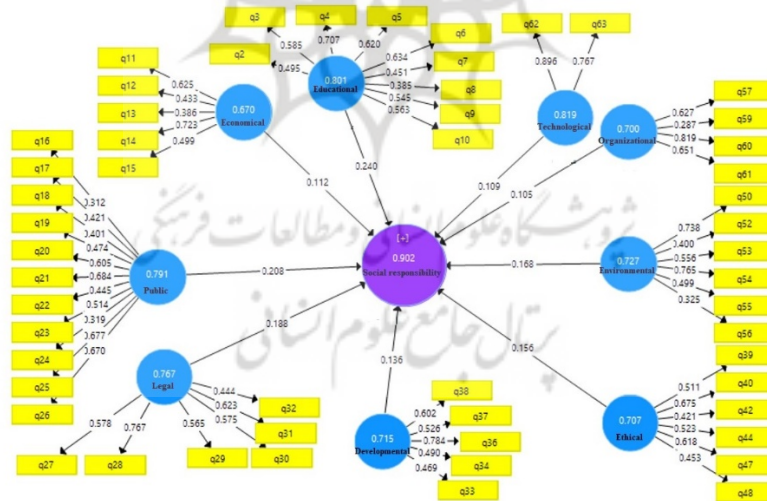 q3
q4
q5
q62
q63
q2
q6
q7
q8
q9
q10
0.585
0.707
0.620
0.495
0.634
0.451
0.385
0.545
0.563
0.801
Educational
q11
q12
q13
q14
q15
0.625
0.433
0.386
0.723
0.499
0.670
Economical
0.896
0.767
0.819
Technological
q57
q59
q60
q61
0.627
0.287
0.819
0.651
0.700
Organizational
0.112
0.240
0.109
0.105
q16
q17
q18
q19
q20
q21
q22
q23
q24
q25
q26
0.312
0.421
0.401
0.474
0.605
0.684
0.445
0.514
0.319
0.677
0.670
0.791
Public
0.208
[+]
0.902
Social responsibility
0.168
0.727
Environmental
q50
q52
q53
q54
q55
q56
0.738
0.400
0.556
0.765
0.499
0.325
پژوهشگاه علوم انسانی و مطالعات فرهنگی
پرتال جامع علوم انسانی
0.188
0.136
0.156
0.767
Legal
0.578
0.767
0.565
0.444
0.623
0.575
q27
q28
q29
q30
q31
q32
0.715
Developmental
0.602
0.526
0.784
0.490
0.469
q38
q37
q36
q34
q33
0.707
Ethical
0.511
0.675
0.421
0.523
0.618
0.453
q39
q40
q42
q44
q47
q48